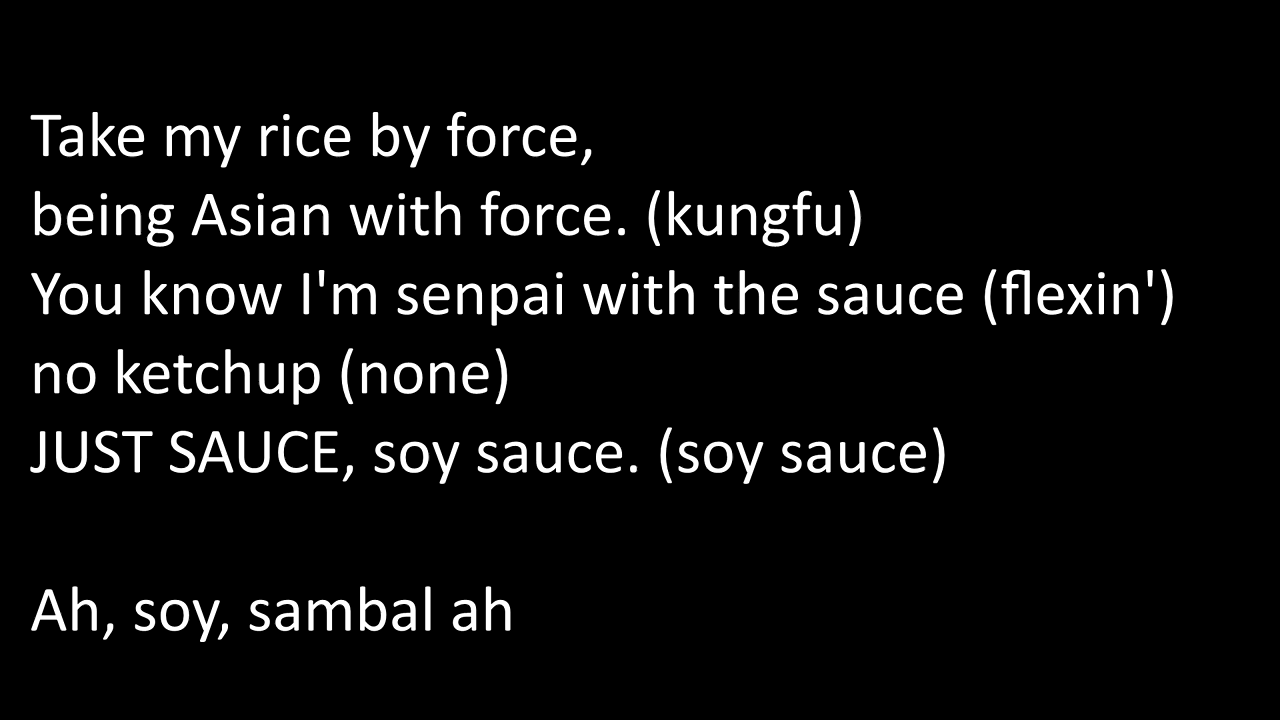 Take my rice by force,
being Asian with force. (kungfu)
You know I'm senpai with the sauce (flexin')
no ketchup (none)
JUST SAUCE, soy sauce. (soy sauce)
Ah, soy, sambal ah